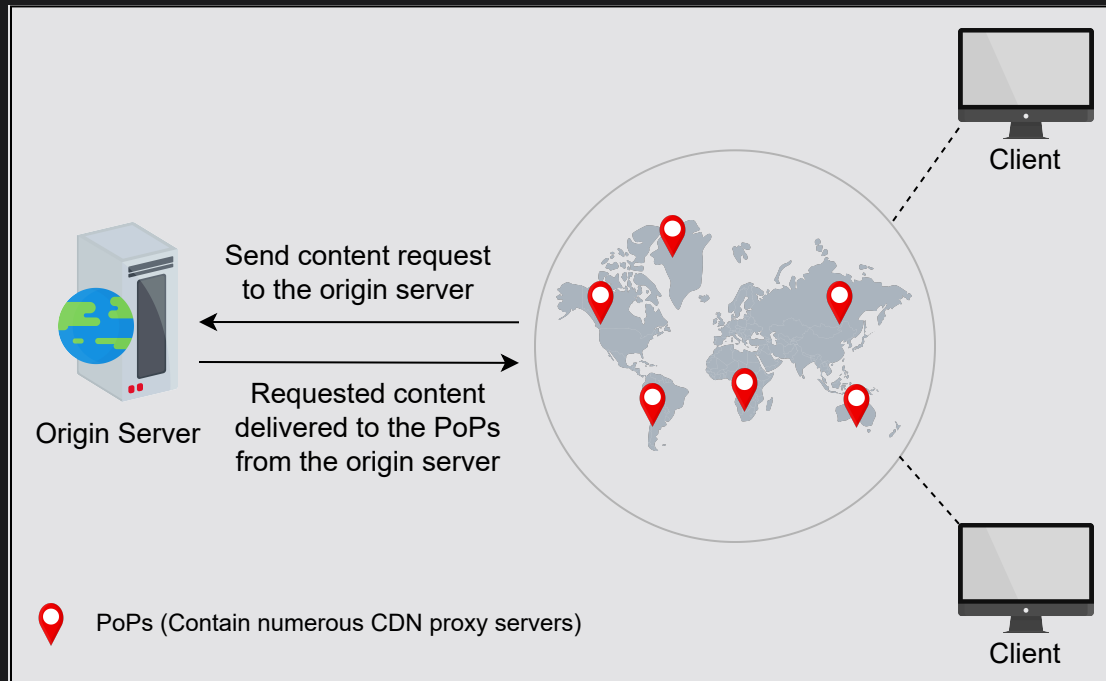 Client
Send content request
to the origin server
Requested content
delivered to the PoPs
from the origin server
Origin Server
PoPs (Contain numerous CDN proxy servers)
Client